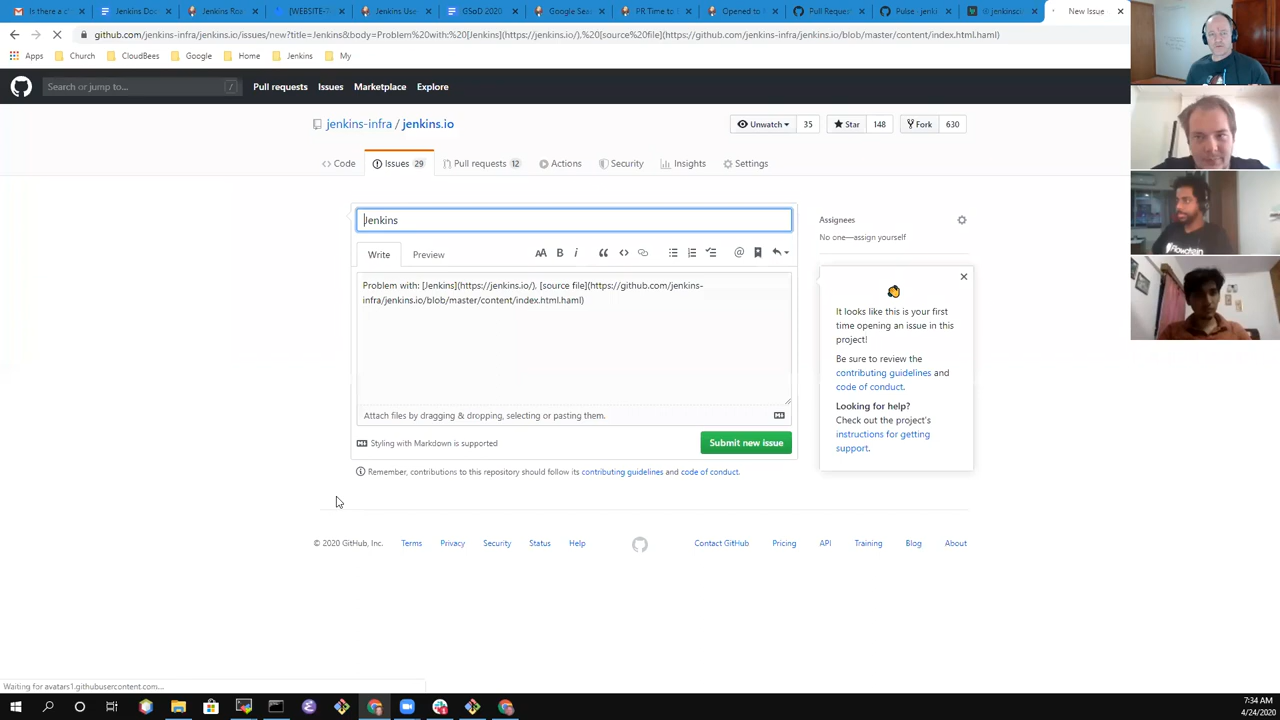 Is there a c
Jenkins Do
Jenkins Roa
[WEBSITE-7
Jenkins Use
GSoD 2020
Google Sea
PR Time to
Opened to
Pull Reques
Pulse · jenki
@ jenkinsci
New Issue
github.com/jenkins-infra/jenkins.io/issues/new?title=Jenkins&body=Problem%20with:%20[Jenkins](https://jenkins.io/),%20[source%20file](https://github.com/jenkins-infra/jenkins.io/blob/master/content/index.html.haml)
Apps
Church
CloudBees
Google
Home
Jenkins
My
Search or jump to...
/
Pull requests
Issues
Marketplace
Explore
jenkins-infra / jenkins.io
Unwatch 35
Star 148
Fork 630
Code
Issues 29
Pull requests 12
Actions
Security
Insights
Settings
Jenkins
Write
Preview
Problem with: [Jenkins](https://jenkins.io/), [source file](https://github.com/jenkins-
infra/jenkins.io/blob/master/content/index.html.haml)
Attach files by dragging & dropping, selecting or pasting them.
Styling with Markdown is supported
Submit new issue
Remember, contributions to this repository should follow its contributing guidelines and code of conduct.
Assignees
No one—assign yourself
It looks like this is your first
time opening an issue in this
project!
Be sure to review the
contributing guidelines and
code of conduct.
Looking for help?
Check out the project's
instructions for getting
support.
© 2020 GitHub, Inc.
Terms
Privacy
Security
Status
Help
Contact GitHub
Pricing
API
Training
Blog
About
Waiting for avatars1.githubusercontent.com...
Flowchain
7:34 AM
4/24/2020